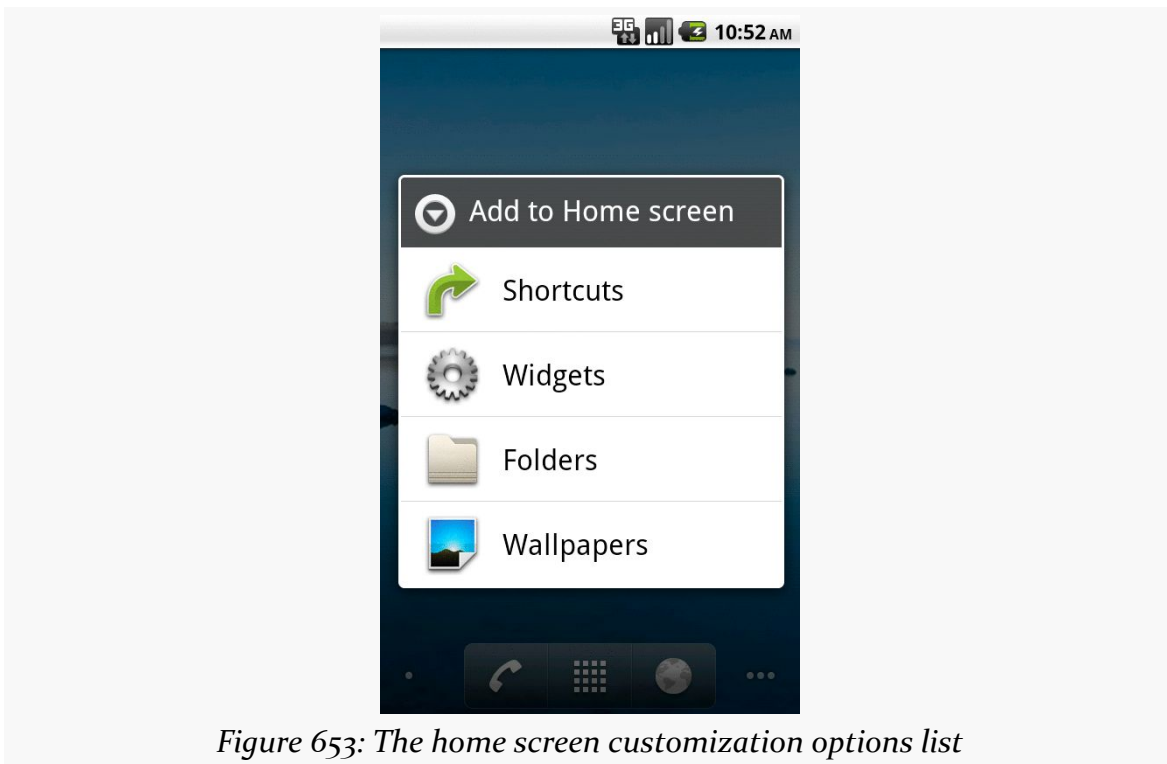 3G
10:52 AM
Add to Home screen
Shortcuts
Widgets
Folders
Wallpapers
Figure 653: The home screen customization options list